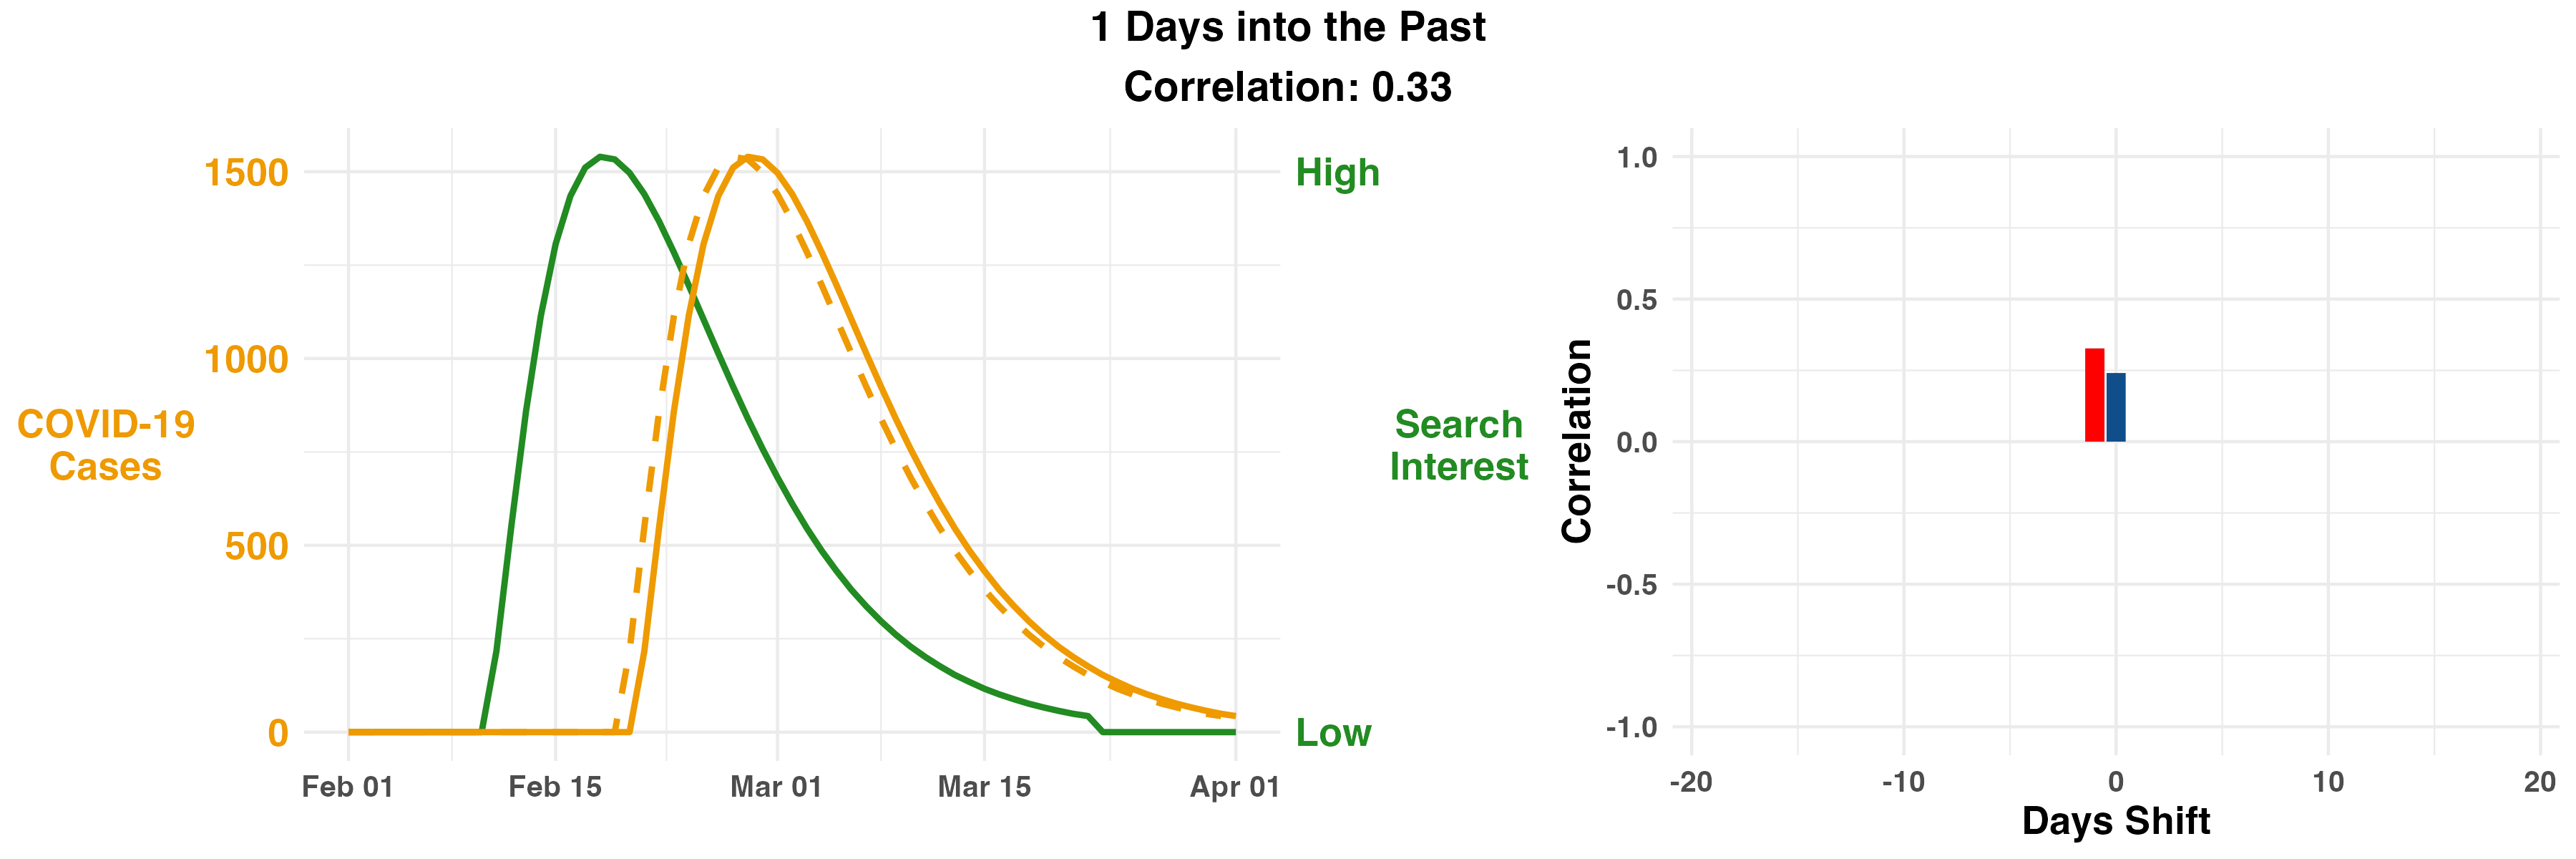 1 Days into the Past
Correlation: 0.33
1500
1000
500
0
COVID-19
Cases
Feb 01
Feb 15
Mar 01
Mar 15
Apr 01
High
Low
Search
Interest
Correlation
1.0
0.5
0.0
-0.5
-1.0
-20
-10
0
10
20
Days Shift